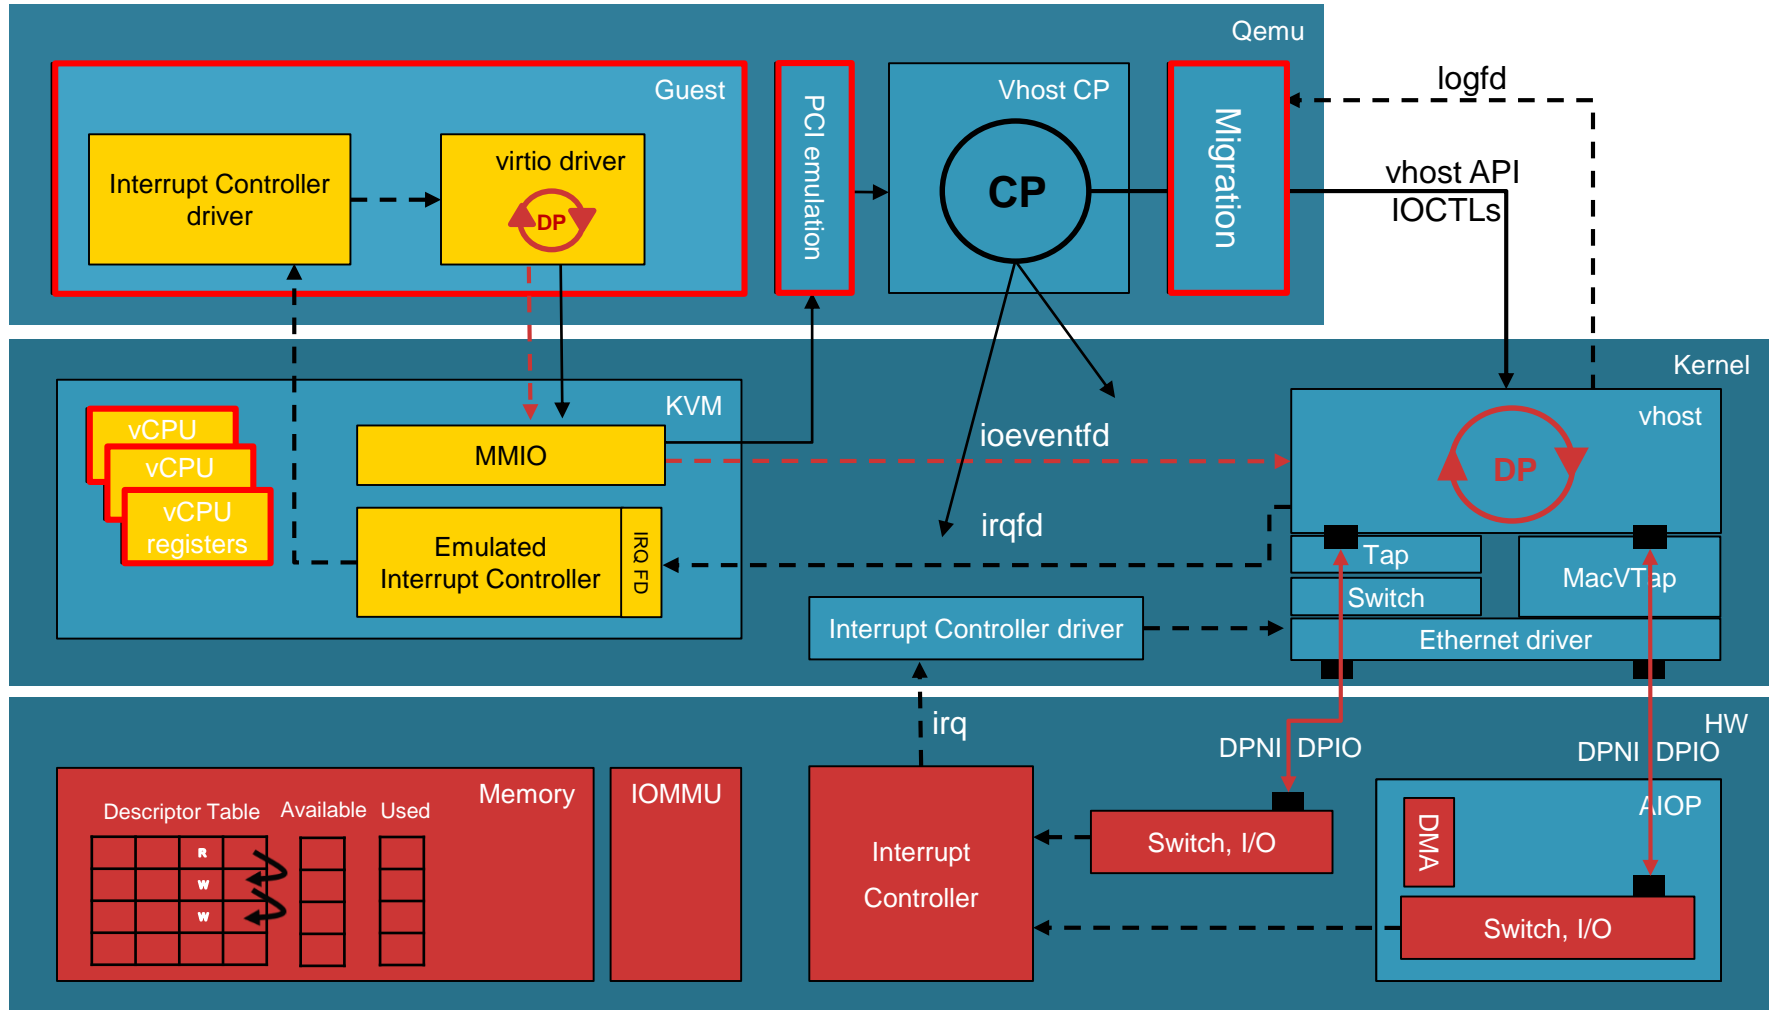 Qemu
Guest
Interrupt Controller
driver
virtio driver
DP
PCI emulation
Vhost CP
CP
Migration
logfd
vhost API
IOCTLs
Kernel
KVM
vCPU
vCPU
vCPU
registers
MMIO
Emulated
Interrupt Controller
IRQ FD
ioeventfd
irqfd
vhost
DP
Tap
Switch
MacVTap
Ethernet driver
Interrupt Controller driver
HW
irq
DPNI
DPIO
DPNI
DPIO
Memory
Descriptor Table
Available
Used
R
W
W
IOMMU
Interrupt
Controller
Switch, I/O
AIOP
DMA
Switch, I/O